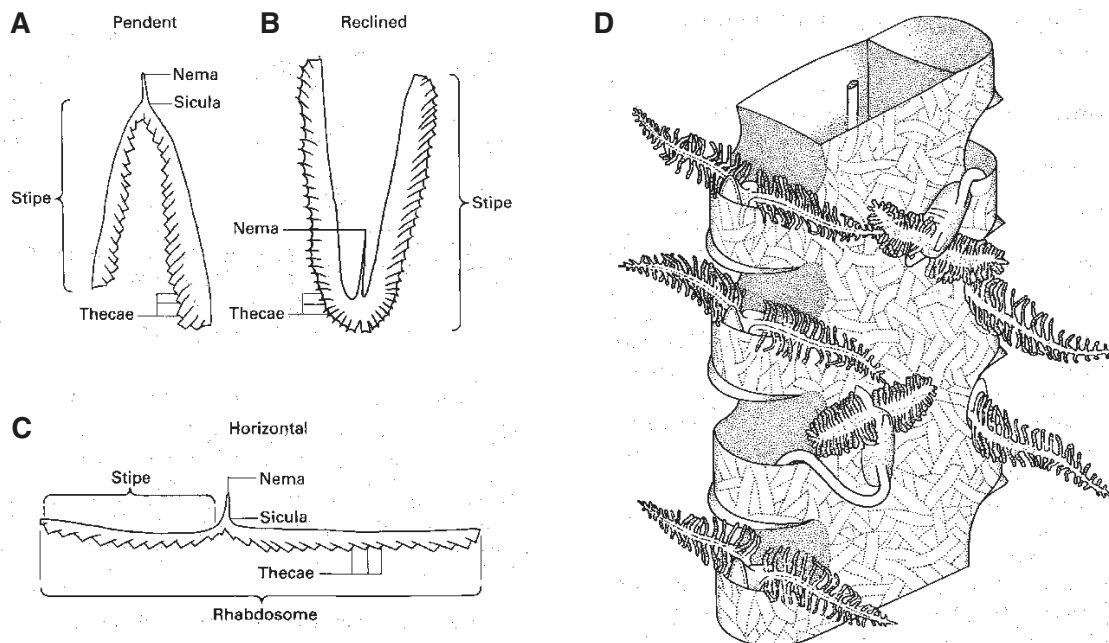 A
Pendent
Nema
Sicula
Stipe
Thecae
B
Reclined
Nema
Stipe
Thecae
C
Horizontal
Stipe
Nema
Sicula
Thecae
Rhabdosome
D